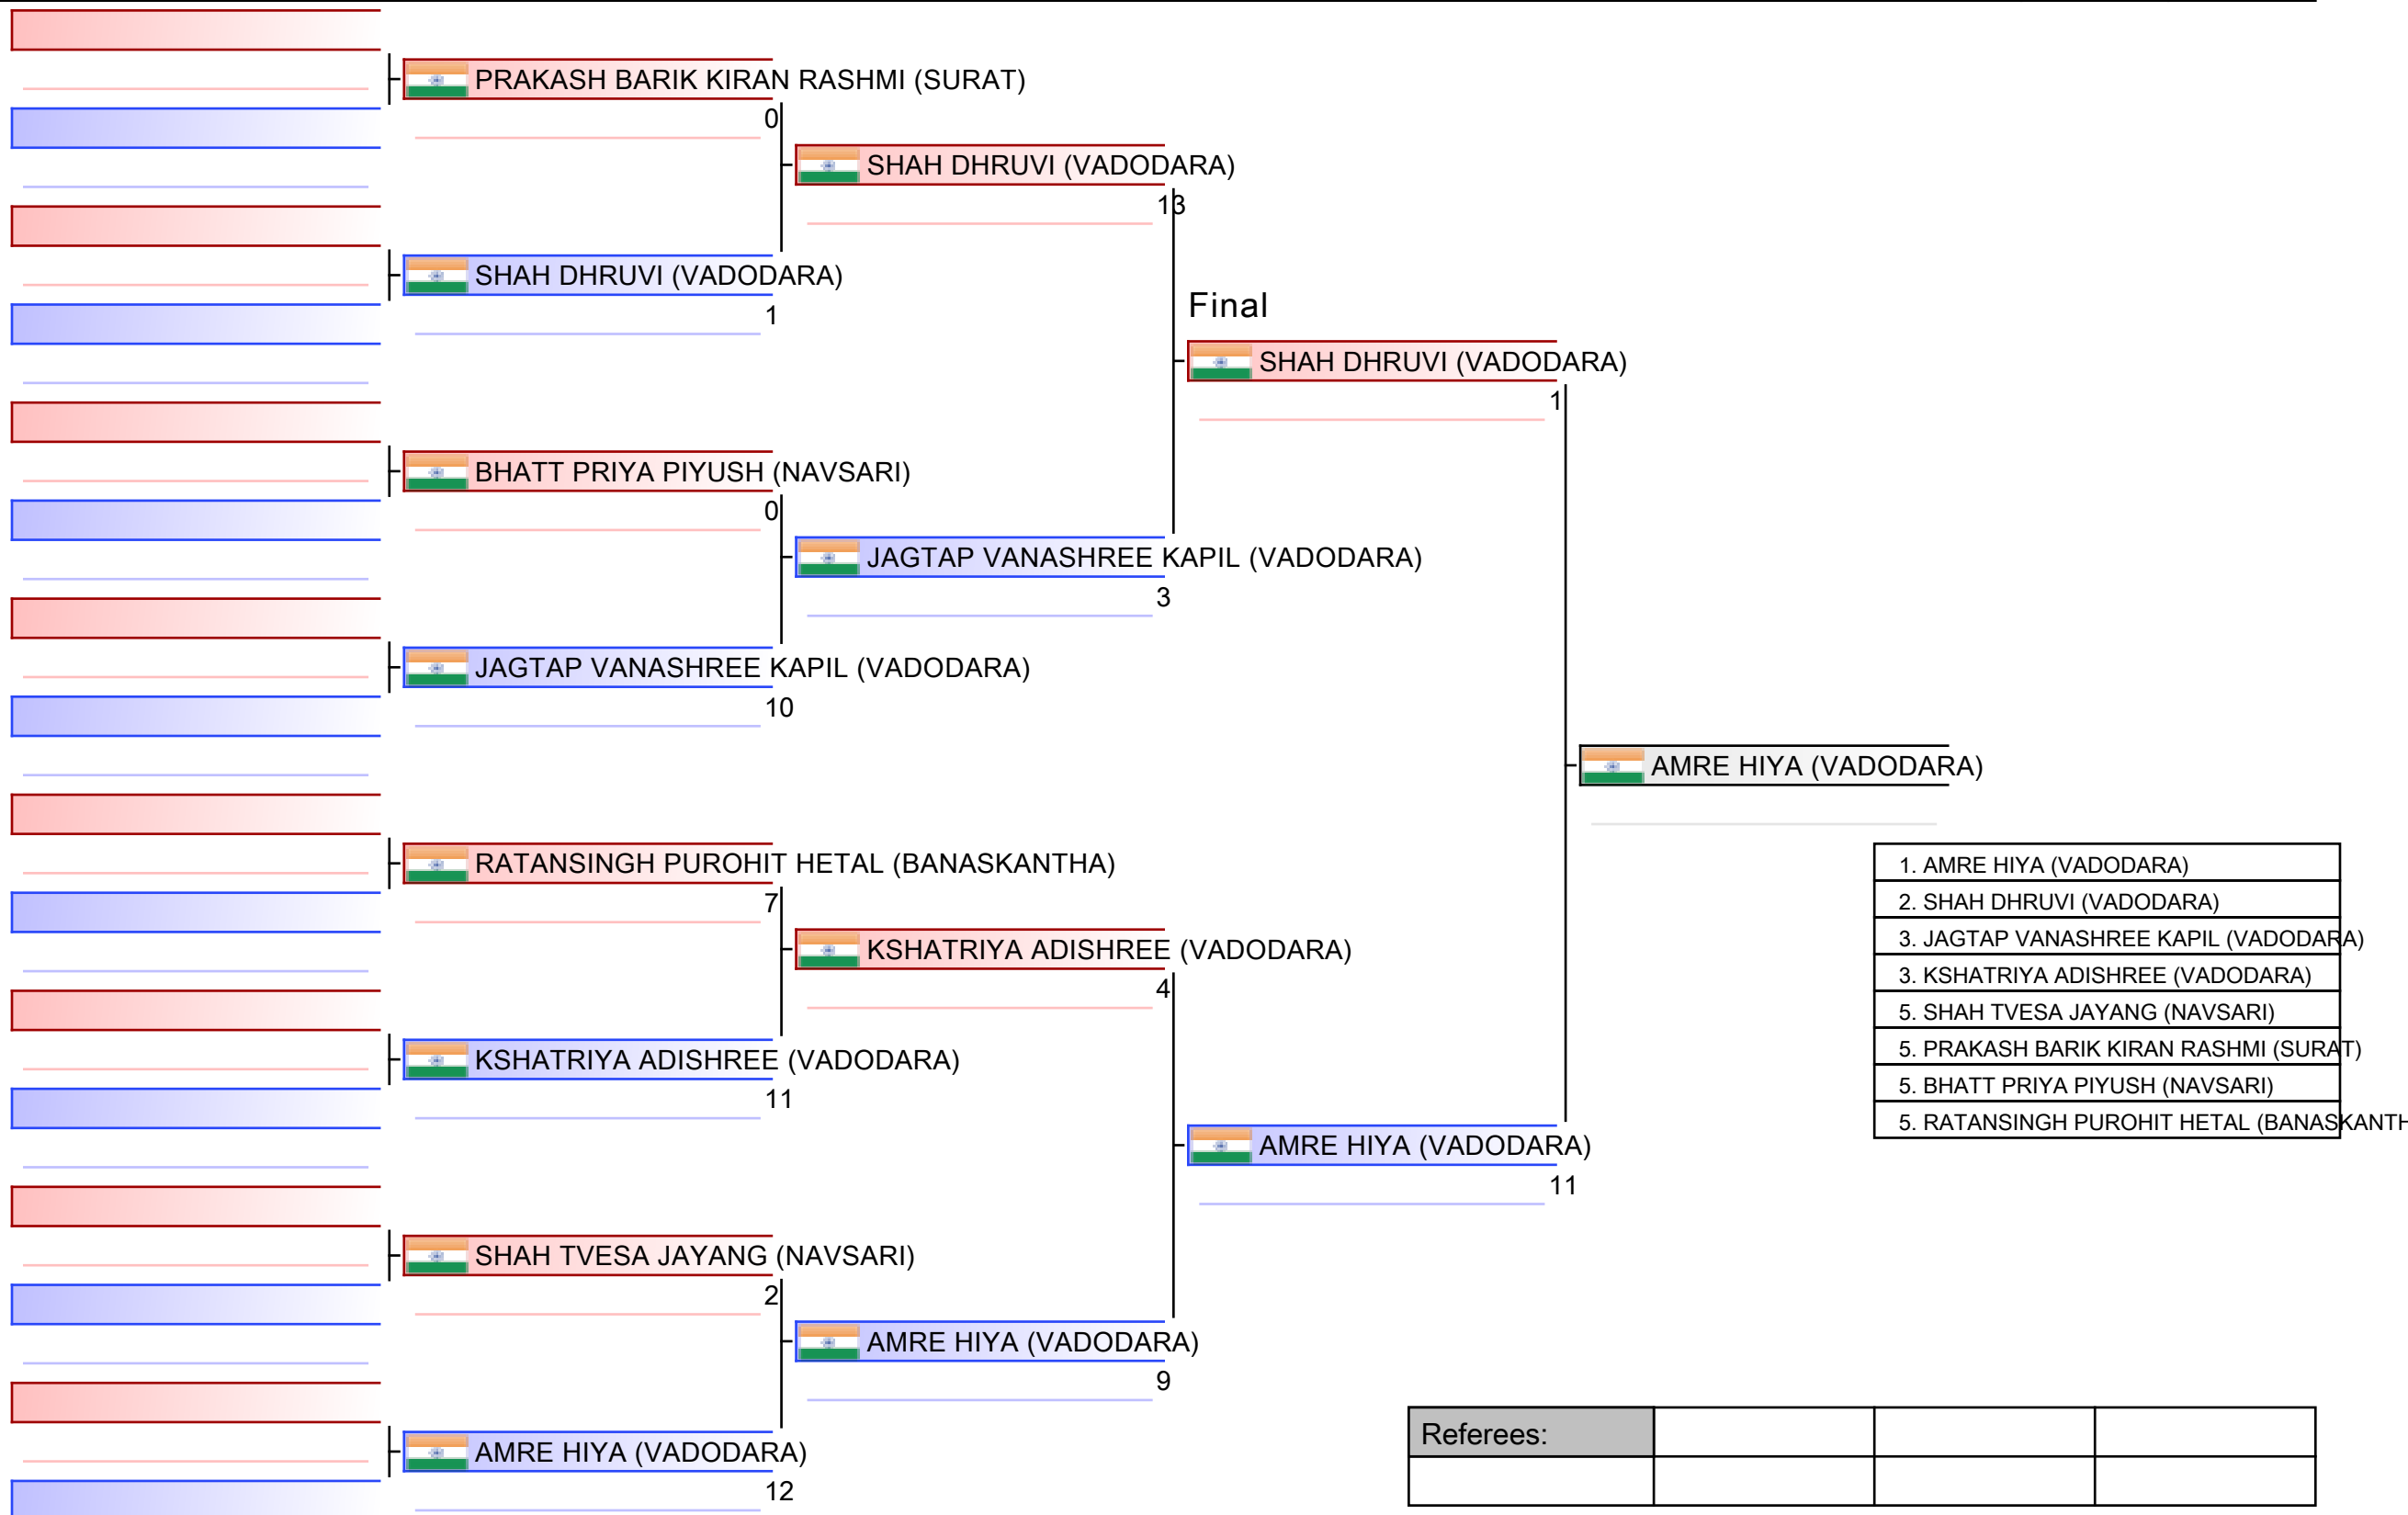 PRAKASH BARIK KIRAN RASHMI (SURAT)
0
SHAH DHRUVI (VADODARA)
13
SHAH DHRUVI (VADODARA)
1
Final
SHAH DHRUVI (VADODARA)
1
BHATT PRIYA PIYUSH (NAVSARI)
0
JAGTAP VANASHREE KAPIL (VADODARA)
3
JAGTAP VANASHREE KAPIL (VADODARA)
10
AMRE HIYA (VADODARA)
RATANSINGH PUROHIT HETAL (BANASKANTHA)
7
KSHATRIYA ADISHREE (VADODARA)
4
KSHATRIYA ADISHREE (VADODARA)
11
AMRE HIYA (VADODARA)
11
SHAH TVESA JAYANG (NAVSARI)
2
AMRE HIYA (VADODARA)
9
AMRE HIYA (VADODARA)
12
1. AMRE HIYA (VADODARA)
2. SHAH DHRUVI (VADODARA)
3. JAGTAP VANASHREE KAPIL (VADODARA)
3. KSHATRIYA ADISHREE (VADODARA)
5. SHAH TVESA JAYANG (NAVSARI)
5. PRAKASH BARIK KIRAN RASHMI (SURAT)
5. BHATT PRIYA PIYUSH (NAVSARI)
5. RATANSINGH PUROHIT HETAL (BANASKANTH
Referees: